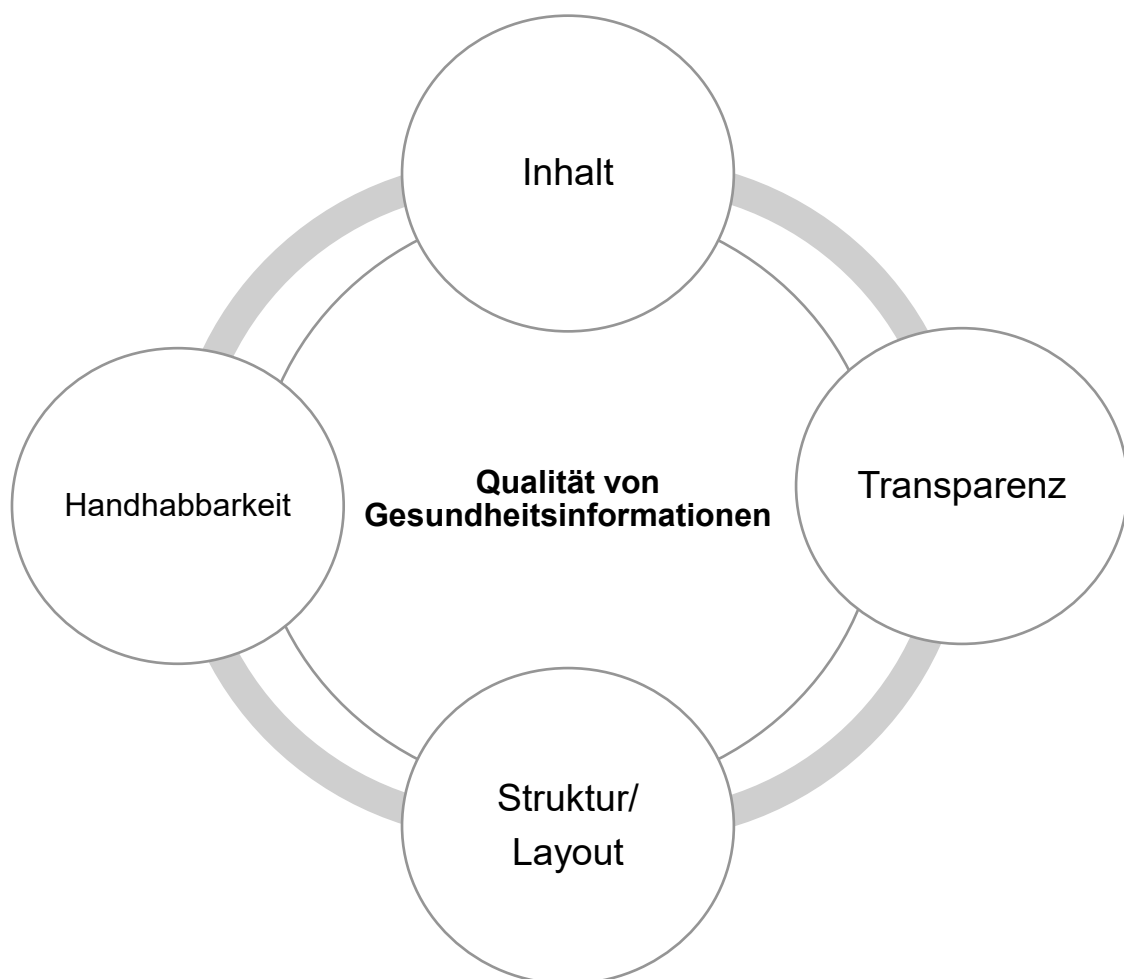 Inhalt
Transparenz
Handhabbarkeit
Qualität von
Gesundheitsinformationen
Struktur/
Layout